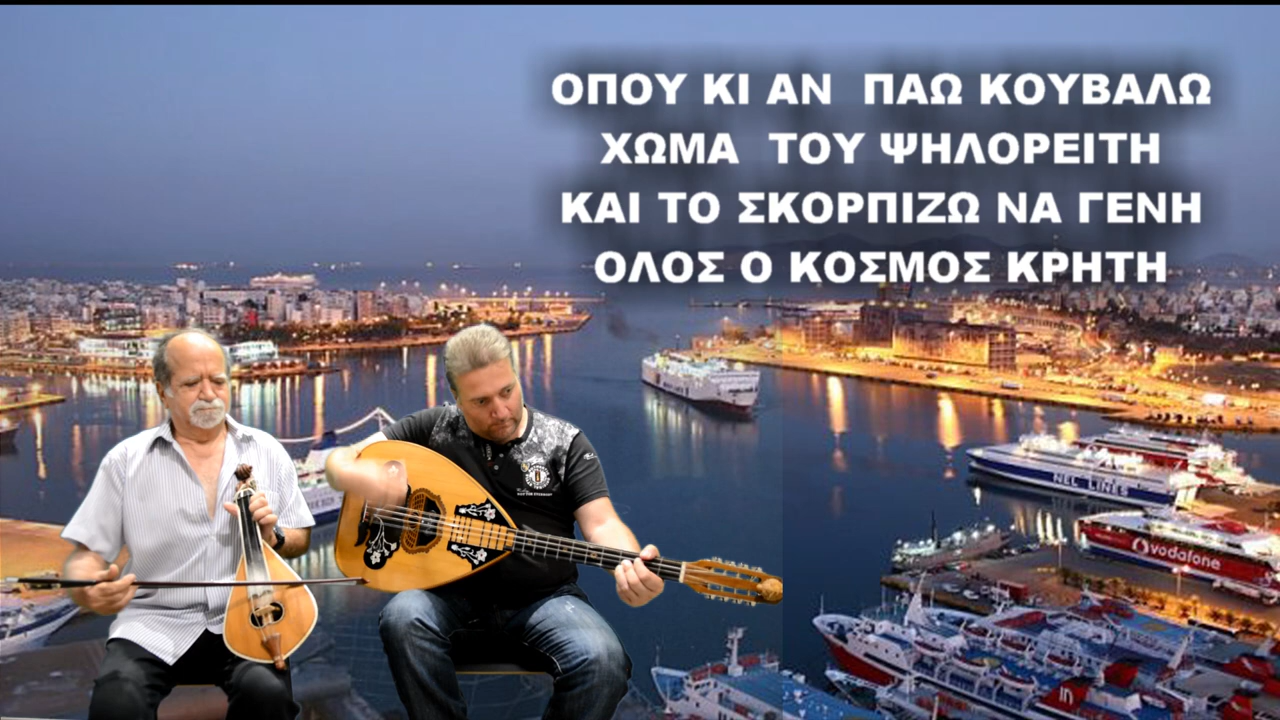 ΟΠΟΥ ΚΙ ΑΝ ΠΑΩ ΚΟΥΒΑΛΩ
ΧΩΜΑ ΤΟΥ ΨΗΛΟΡΕΙΤΗ
ΚΑΙ ΤΟ ΣΚΟΡΠΙΖΩ ΝΑ ΓΕΝΗ
ΟΛΟΣ Ο ΚΟΣΜΟΣ ΚΡΗΤΗ
NEL LINES
vodafone